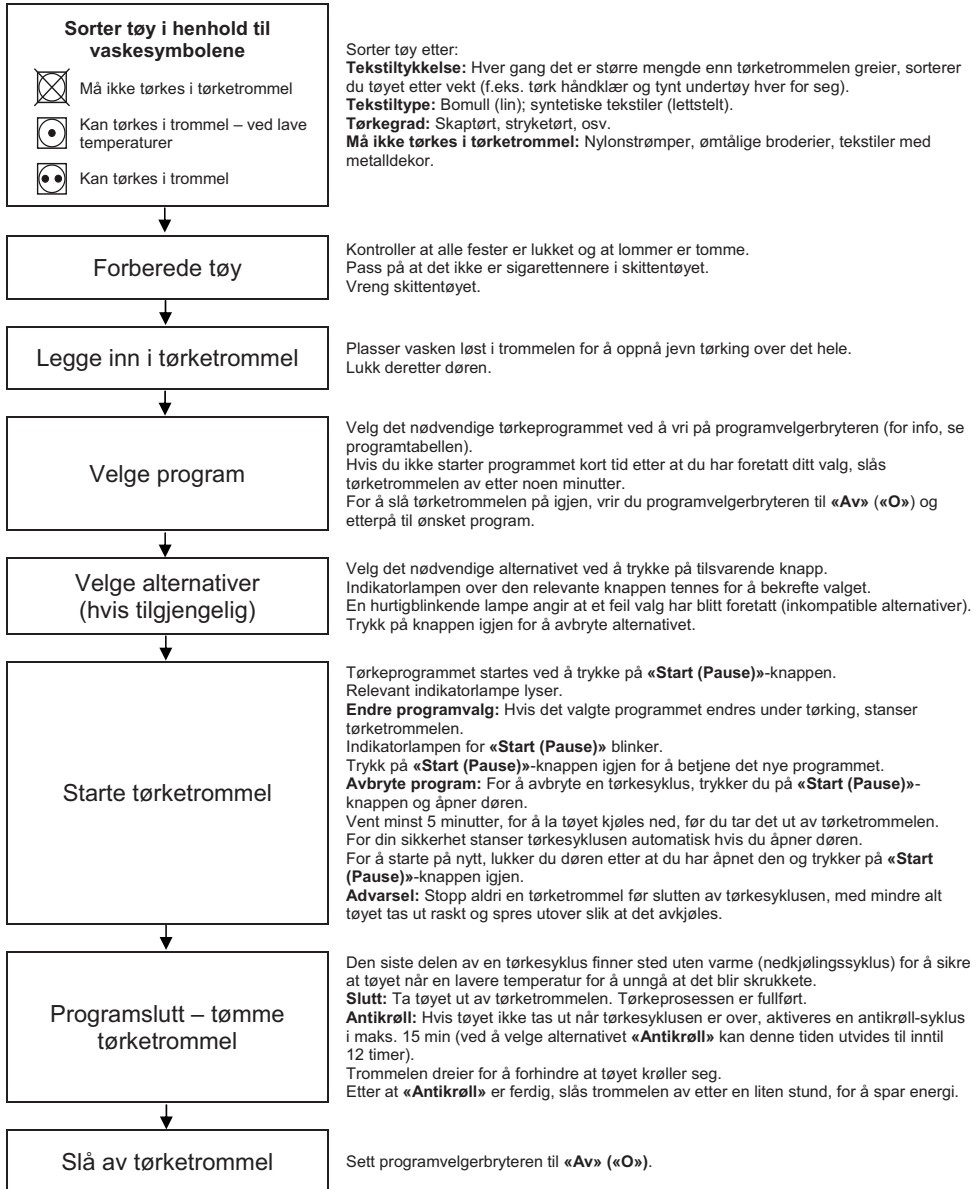 Sorter tøy i henhold til
vaskesymbolene
Må ikke tørkes i tørketrommel
Kan tørkes i trommel – ved lave
temperaturer
Kan tørkes i trommel
Sorter tøy etter:
Tekstiltykkelse: Hver gang det er større mengde enn tørketrommelen greier, sorterer
du tøyet etter vekt (f.eks. tørk håndklær og tynt undertøy hver for seg).
Tekstiltype: Bomull (lin); syntetiske tekstiler (lettstelt).
Tørkegrad: Skaptørt, stryketørt, osv.
Må ikke tørkes i tørketrommel: Nylonstrømper, ømtålige broderier, tekstiler med
metalldekor.
Forberede tøy
Kontroller at alle fester er lukket og at lommer er tomme.
Pass på at det ikke er sigarettennere i skittentøyet.
Vreng skittentøyet.
Legge inn i tørketrommel
Plasser vasken løst i trommelen for å oppnå jevn tørking over det hele.
Lukk deretter døren.
Velge program
Velg det nødvendige tørkeprogrammet ved å vri på programvelgerbryteren (for info, se
programtabellen).
Hvis du ikke starter programmet kort tid etter at du har foretatt ditt valg, slås
tørketrommelen av etter noen minutter.
For å slå tørketrommelen på igjen, vrir du programvelgerbryteren til «Av» («O») og
etterpå til ønsket program.
Velge alternativer
(hvis tilgjengelig)
Velg det nødvendige alternativet ved å trykke på tilsvarende knapp.
Indikatorlampen over den relevante knappen tennes for å bekrefte valget.
En hurtigblinkende lampe angir at et feil valg har blitt foretatt (inkompatible alternativer).
Trykk på knappen igjen for å avbryte alternativet.
Starte tørketrommel
Tørkeprogrammet startes ved å trykke på «Start (Pause)»-knappen.
Relevant indikatorlampe lyser.
Endre programvalg: Hvis det valgte programmet endres under tørking, stanser
tørketrommelen.
Indikatorlampen for «Start (Pause)» blinker.
Trykk på «Start (Pause)»-knappen igjen for å betjene det nye programmet.
Avbryte program: For å avbryte en tørkesyklus, trykker du på «Start (Pause)»-
knappen og åpner døren.
Vent minst 5 minutter, for å la tøyet kjøles ned, før du tar det ut av tørketrommelen.
For din sikkerhet stanser tørkesyklusen automatisk hvis du åpner døren.
For å starte på nytt, lukker du døren etter at du har åpnet den og trykker på «Start
(Pause)»-knappen igjen.
Advarsel: Stopp aldri en tørketrommel før slutten av tørkesyklusen, med mindre alt
tøyet tas ut raskt og spres utover slik at det avkjøles.
Programslutt – tømme
tørketrommel
Den siste delen av en tørkesyklus finner sted uten varme (nedkjølingssyklus) for å sikre
at tøyet når en lavere temperatur for å unngå at det blir skrukkete.
Slutt: Ta tøyet ut av tørketrommelen. Tørkeprosessen er fullført.
Antikrøll: Hvis tøyet ikke tas ut når tørkesyklusen er over, aktiveres en antikrøll-syklus
i maks. 15 min (ved å velge alternativet «Antikrøll» kan denne tiden utvides til inntil
12 timer).
Trommelen dreier for å forhindre at tøyet krøller seg.
Etter at «Antikrøll» er ferdig, slås trommelen av etter en liten stund, for å spar energi.
Slå av tørketrommel
Sett programvelgerbryteren til «Av» («O»).